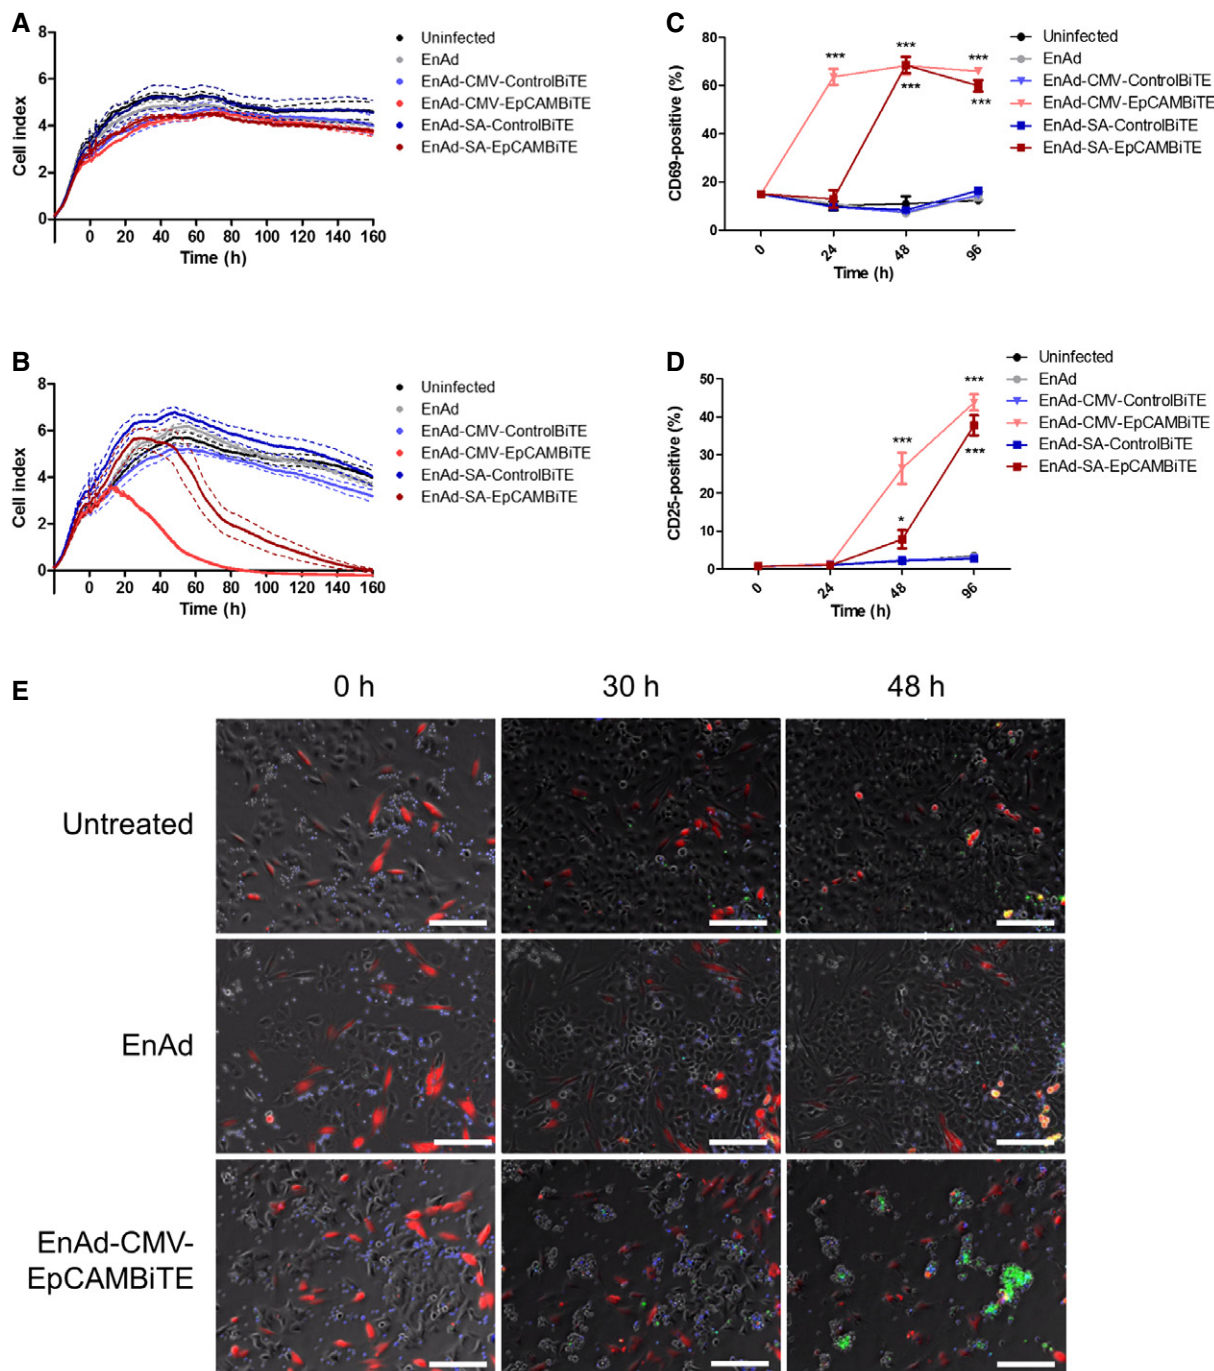 A
8
6
4
2
0
Cell index
0 20 40 60 80 100 120 140 160
Time (h)
Uninfected
EnAd
EnAd-CMV-ControlBiTE
EnAd-CMV-EpCAMBiTE
EnAd-SA-ControlBiTE
EnAd-SA-EpCAMBiTE
C
80
60
40
20
0
CD69-positive (%)
*** *** ***
*** ***
0 24 48 96
Time (h)
Uninfected
EnAd
EnAd-CMV-ControlBiTE
EnAd-CMV-EpCAMBiTE
EnAd-SA-ControlBiTE
EnAd-SA-EpCAMBiTE
B
8
6
4
2
0
Cell index
0 20 40 60 80 100 120 140 160
Time (h)
Uninfected
EnAd
EnAd-CMV-ControlBiTE
EnAd-CMV-EpCAMBiTE
EnAd-SA-ControlBiTE
EnAd-SA-EpCAMBiTE
D
50
40
30
20
10
0
CD25-positive (%)
***
***
***
*
0 24 48 96
Time (h)
Uninfected
EnAd
EnAd-CMV-ControlBiTE
EnAd-CMV-EpCAMBiTE
EnAd-SA-ControlBiTE
EnAd-SA-EpCAMBiTE
E
0 h 30 h 48 h
Untreated
EnAd
EnAd-CMV-
EpCAMBiTE